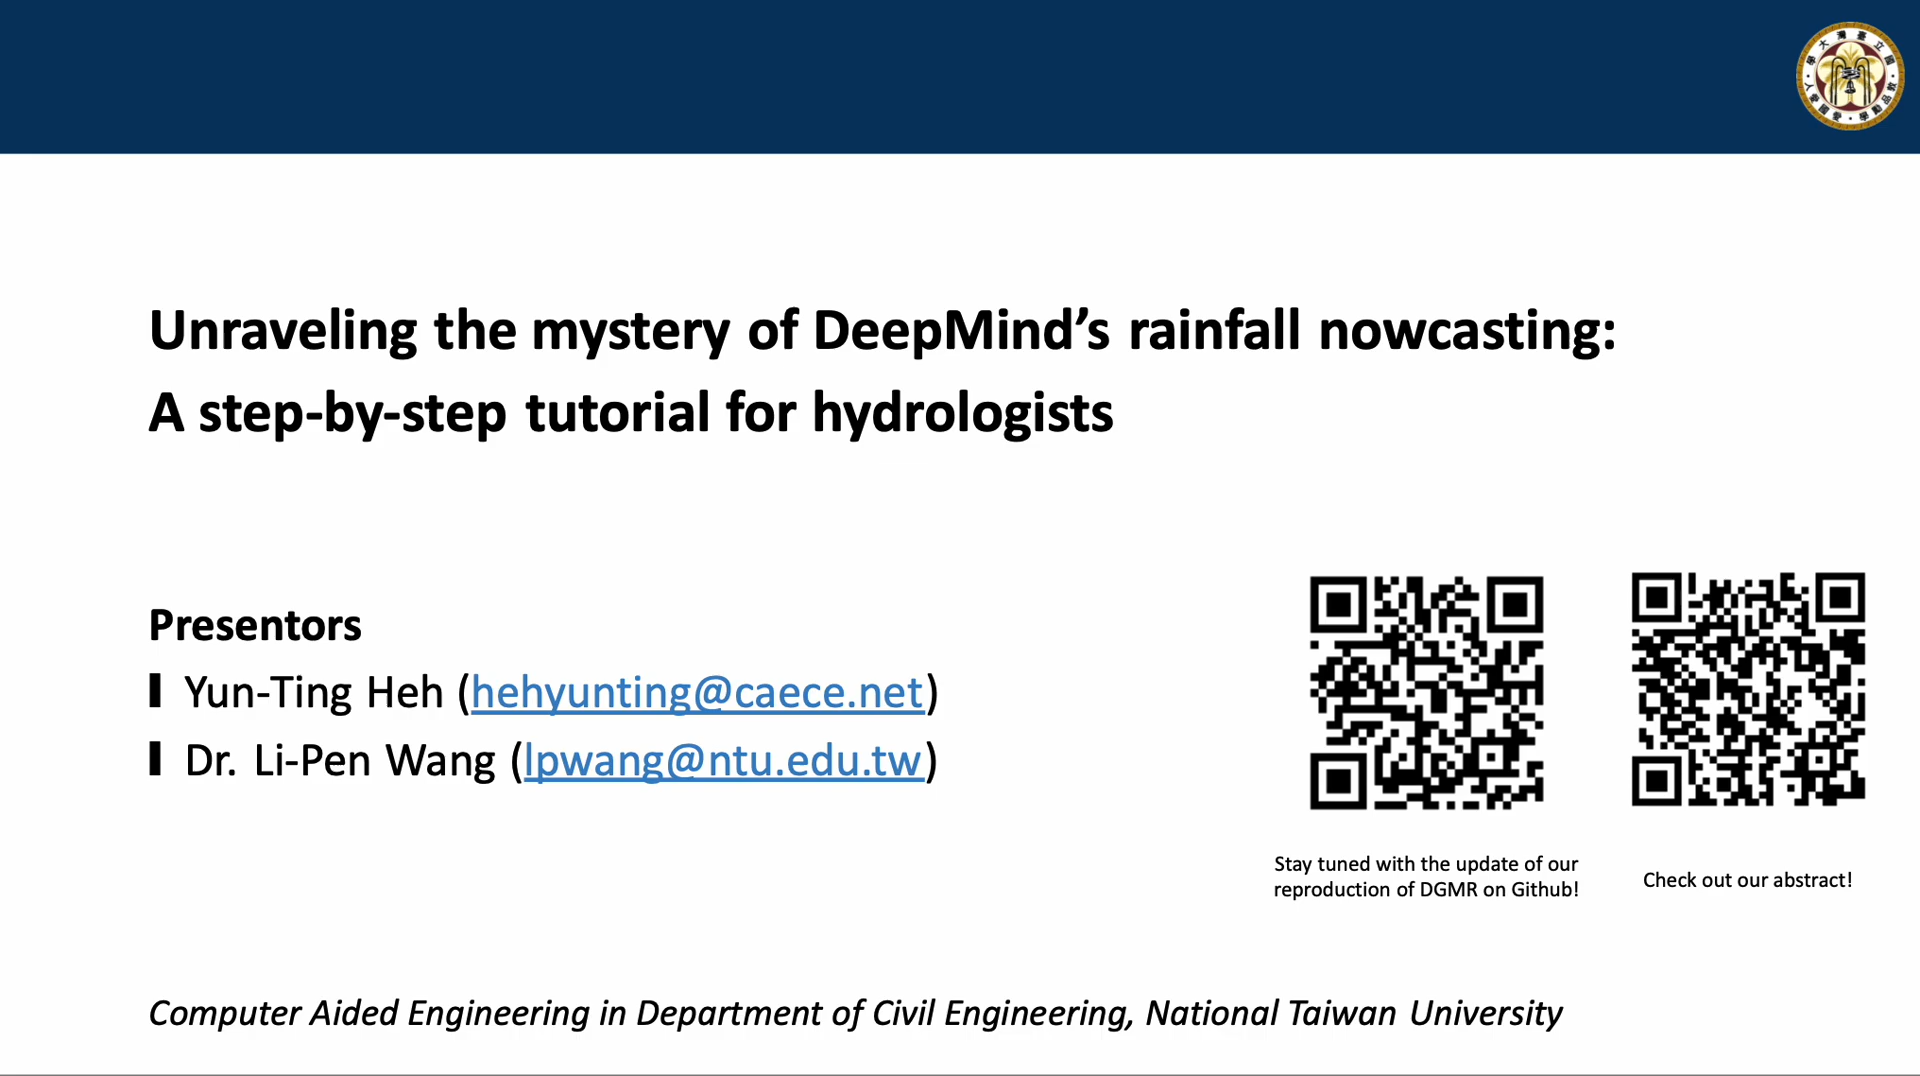 Unraveling the mystery of DeepMind’s rainfall nowcasting:
A step-by-step tutorial for hydrologists
Presentors
Yun-Ting Heh (hehyunting@caece.net)
Dr. Li-Pen Wang (lpwang@ntu.edu.tw)
Stay tuned with the update of our
reproduction of DGMR on Github!
Check out our abstract!
Computer Aided Engineering in Department of Civil Engineering, National Taiwan University